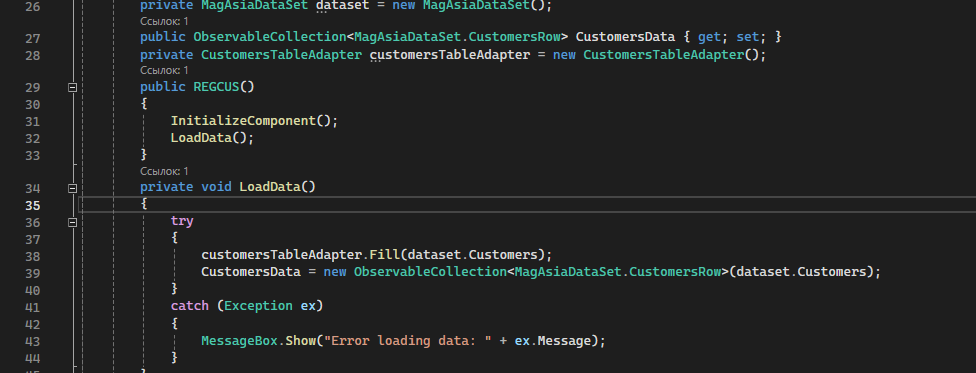 26 private MagAsiaDataSet dataset = new MagAsiaDataSet();
Ссылок: 1
27 public ObservableCollection<MagAsiaDataSet.CustomersRow> CustomersData { get; set; }
28 private CustomersTableAdapter customersTableAdapter = new CustomersTableAdapter();
Ссылок: 1
29 public REGCUS()
30 {
31 InitializeComponent();
32 LoadData();
33 }
Ссылок: 1
34 private void LoadData()
35 {
36 try
37 {
38 customersTableAdapter.Fill(dataset.Customers);
39 CustomersData = new ObservableCollection<MagAsiaDataSet.CustomersRow>(dataset.Customers);
40 }
41 catch (Exception ex)
42 {
43 MessageBox.Show("Error loading data: " + ex.Message);
44 }